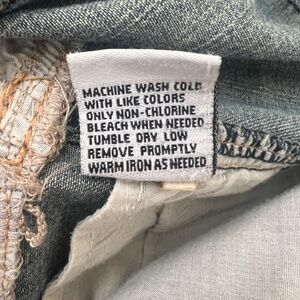 MACHINE WASH COLD
WITH LIKE COLORS
ONLY NON-CHLORINE
BLEACH WHEN NEEDED
TUMBLE DRY LOW
REMOVE PROMPTLY
WARM IRON AS NEEDED